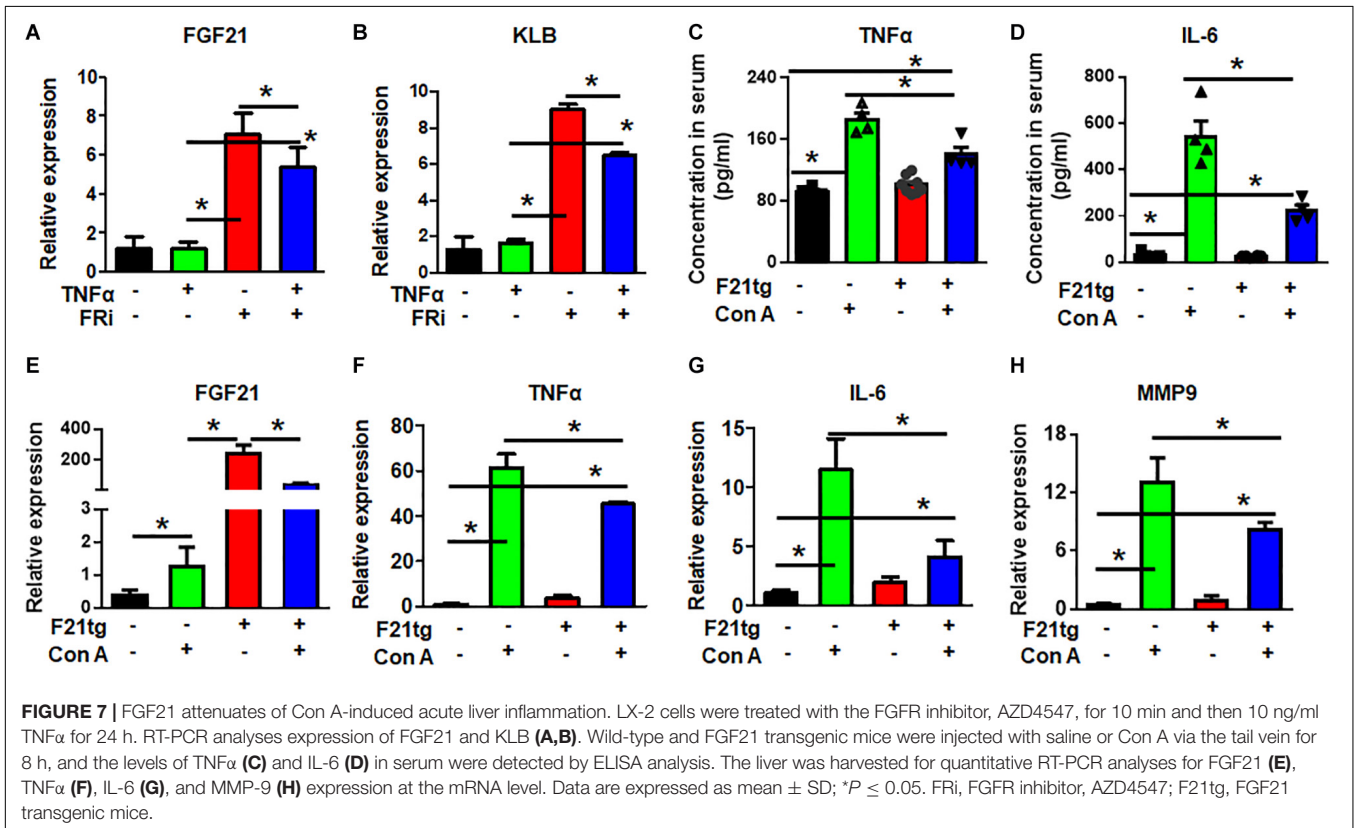 A FGF21
Relative expression
10
8
6
4
2
0
* * *
TNFα - + - +
FRi - - + +
B KLB
Relative expression
10
8
6
4
2
0
* * *
TNFα - + - +
FRi - - + +
C TNFα
Concentration in serum
(pg/ml)
240
160
80
0
* * *
F21tg - - + +
Con A - + - +
D IL-6
Concentration in serum
(pg/ml)
800
600
400
200
0
* * *
F21tg - - + +
Con A - + - +
E FGF21
Relative expression
400
200
3
2
1
0
* * *
F21tg - - + +
Con A - + - +
F TNFα
Relative expression
80
60
40
20
0
* * *
F21tg - - + +
Con A - + - +
G IL-6
Relative expression
15
10
5
0
* * *
F21tg - - + +
Con A - + - +
H MMP9
Relative expression
18
12
6
0
* * *
F21tg - - + +
Con A - + - +
FIGURE 7 | FGF21 attenuates of Con A-induced acute liver inflammation. LX-2 cells were treated with the FGFR inhibitor, AZD4547, for 10 min and then 10 ng/ml
TNFα for 24 h. RT-PCR analyses expression of FGF21 and KLB (A,B). Wild-type and FGF21 transgenic mice were injected with saline or Con A via the tail vein for
8 h, and the levels of TNFα (C) and IL-6 (D) in serum were detected by ELISA analysis. The liver was harvested for quantitative RT-PCR analyses for FGF21 (E),
TNFα (F), IL-6 (G), and MMP-9 (H) expression at the mRNA level. Data are expressed as mean ± SD; *P ≤ 0.05. FRi, FGFR inhibitor, AZD4547; F21tg, FGF21
transgenic mice.